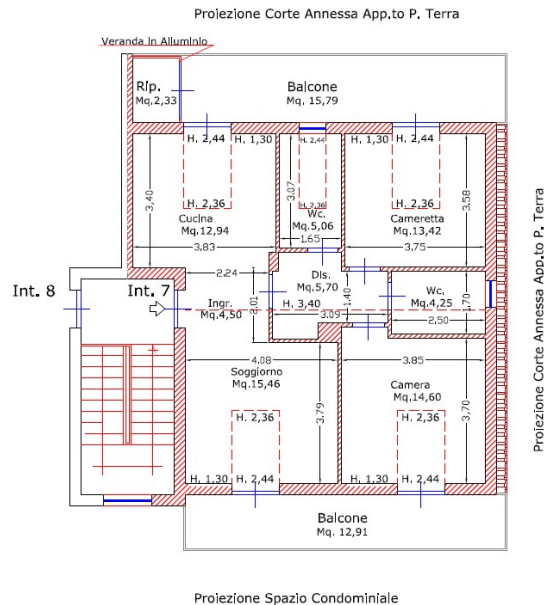 Proiezione Corte Annessa App.to P. Terra
Veranda in Alluminio
Rip.
Mq.2,33
Balcone
Mq. 15,79
H. 2,44
H. 1,30
H. 2,44
H. 1,30
H. 2,44
3,40
3,07
3,58
H. 2,36
H. 2,36
H. 2,36
Cucina
Mq.12,94
Wc.
Mq.5,06
Cameretta
Mq.13,42
3,83
1,65
3,75
Int. 8
Int. 7
2,24
Ingr.
Mq.4,50
2,01
Dis.
Mq.5,70
H. 3,40
3,09
1,40
Wc.
Mq.4,25
2,50
1,70
4,08
Soggiorno
Mq.15,46
3,79
3,85
Camera
Mq.14,60
3,70
H. 2,36
H. 2,36
H. 1,30
H. 2,44
H. 1,30
H. 2,44
Balcone
Mq. 12,91
Proiezione Corte Annessa App.to P. Terra
Proiezione Spazio Condominiale